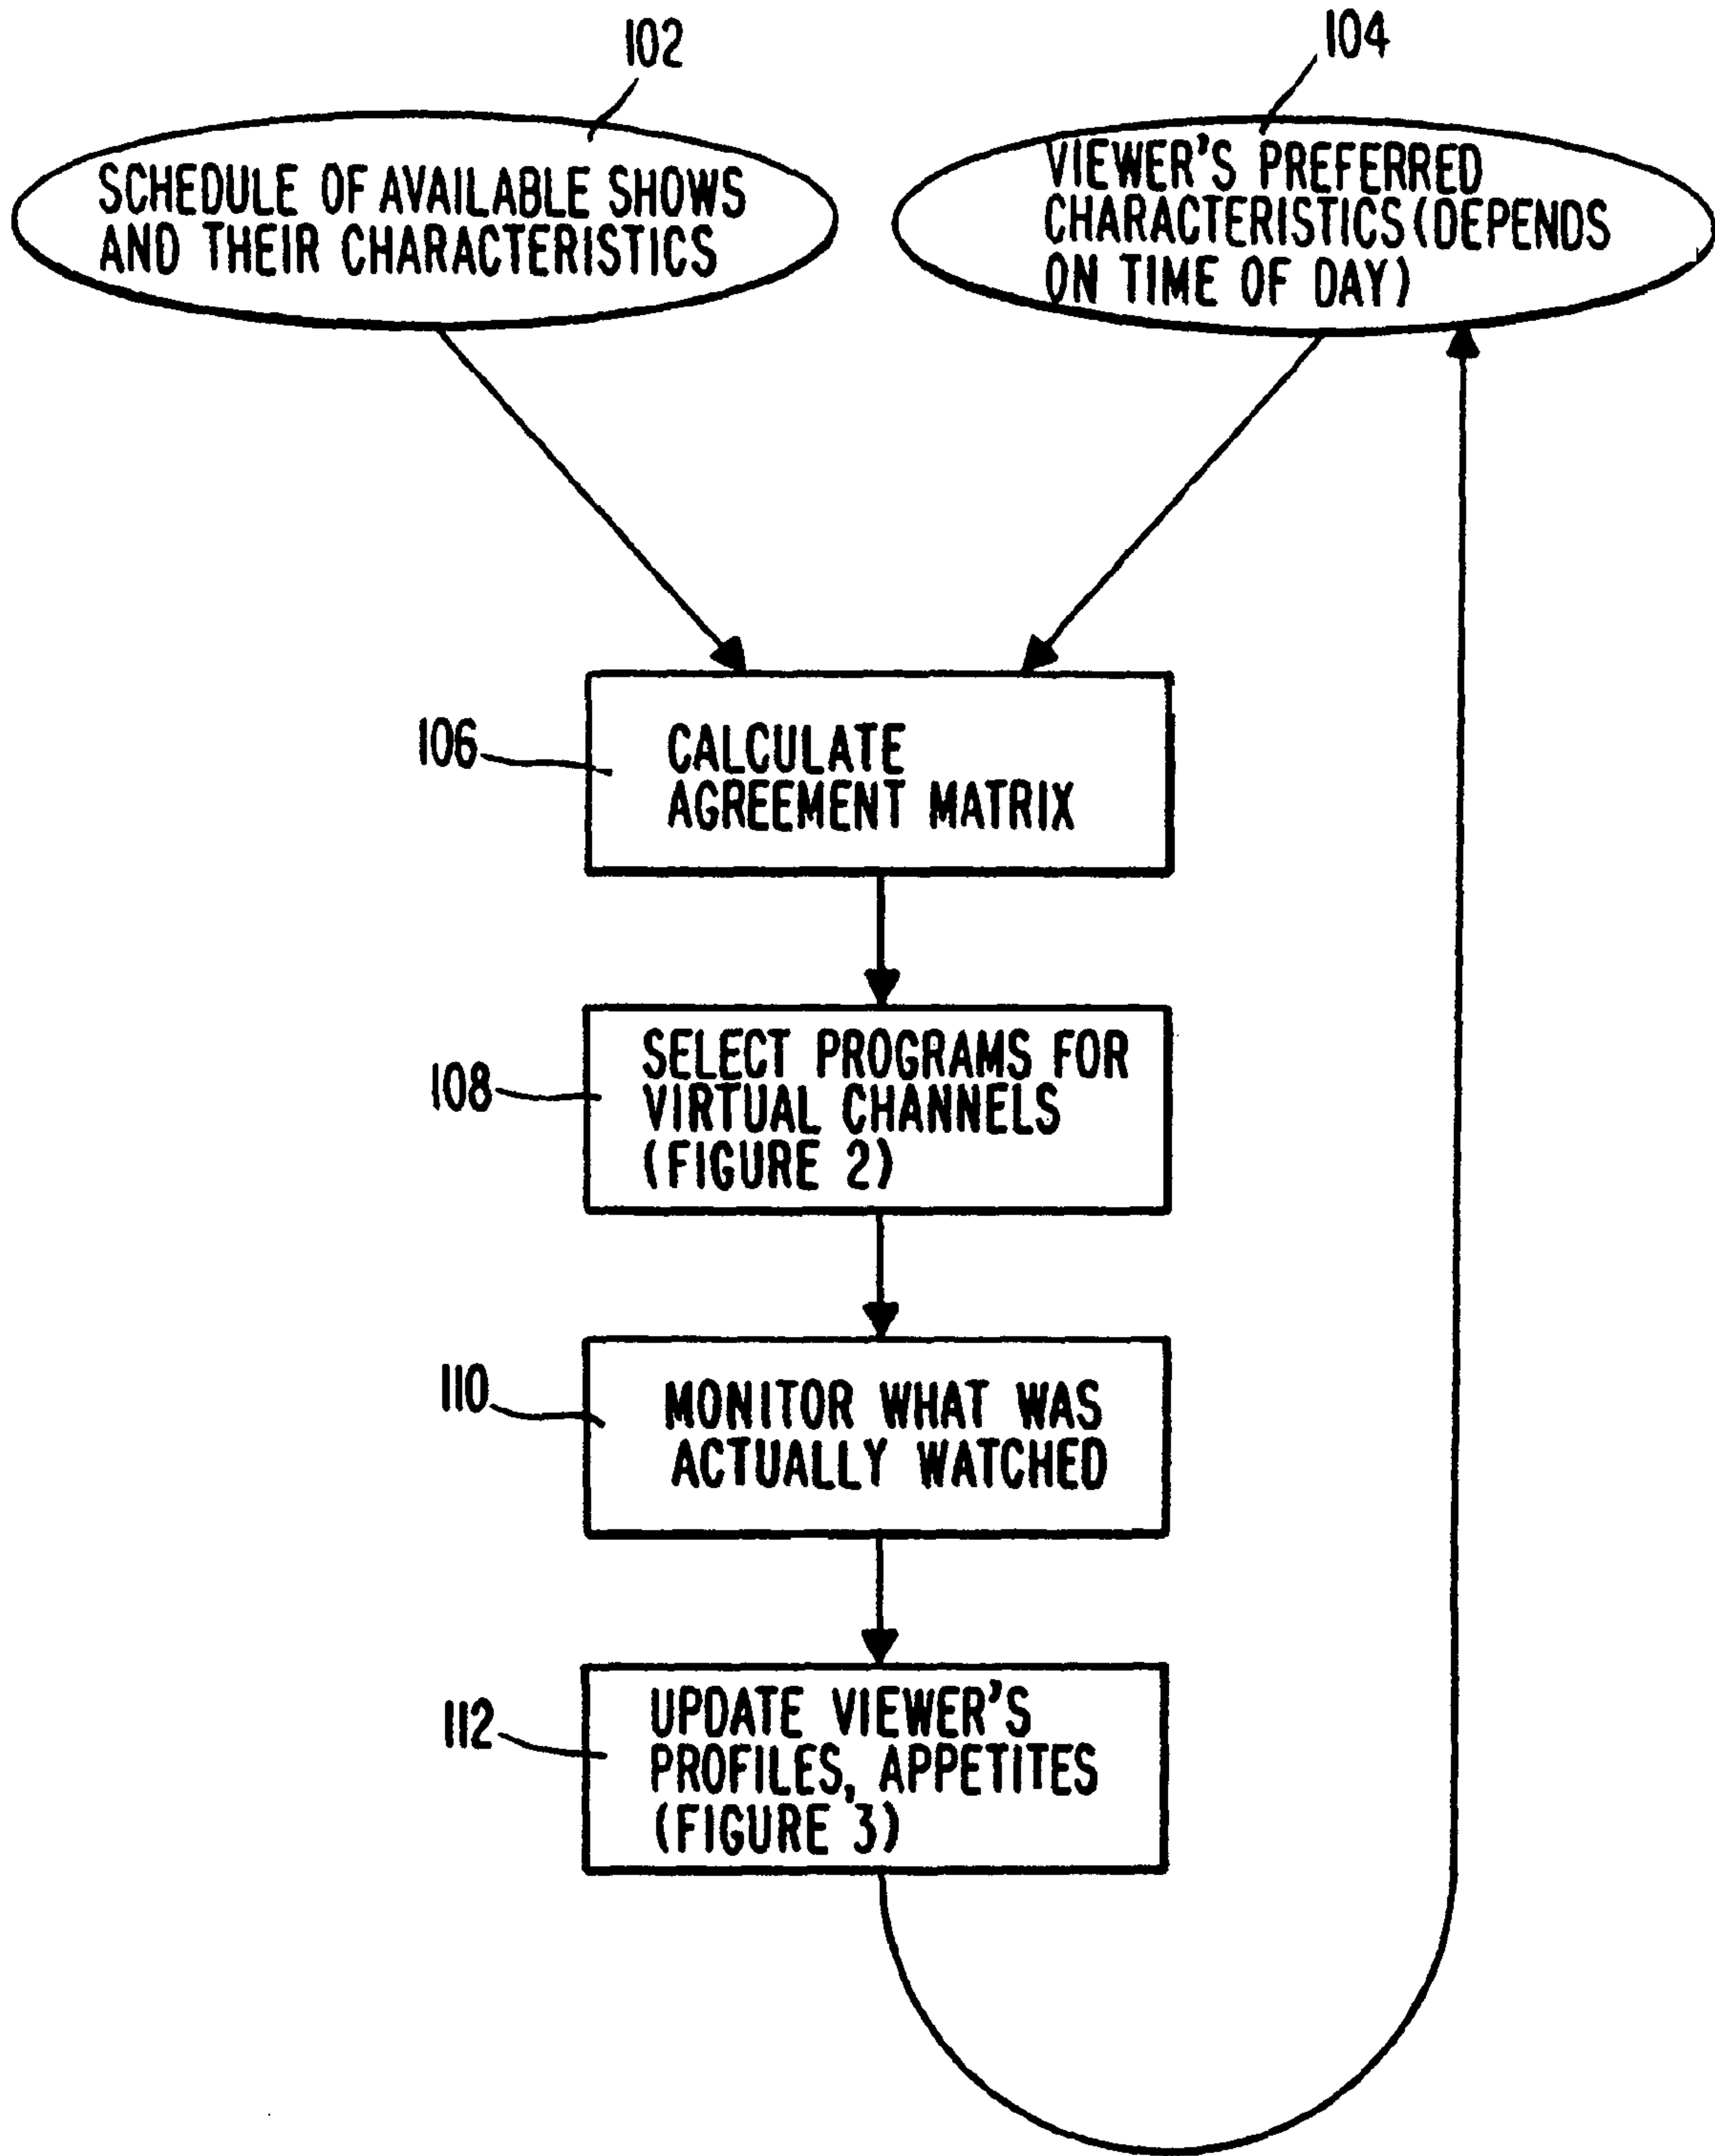 102
104
SCHEDULE OF AVAILABLE SHOWS
AND THEIR CHARACTERISTICS
VIEWER'S PREFERRED
CHARACTERISTICS (DEPENDS
ON TIME OF DAY)
106
CALCULATE
AGREEMENT MATRIX
108
SELECT PROGRAMS FOR
VIRTUAL CHANNELS
(FIGURE 2)
110
MONITOR WHAT WAS
ACTUALLY WATCHED
112
UPDATE VIEWER'S
PROFILES, APPETITES
(FIGURE 3)